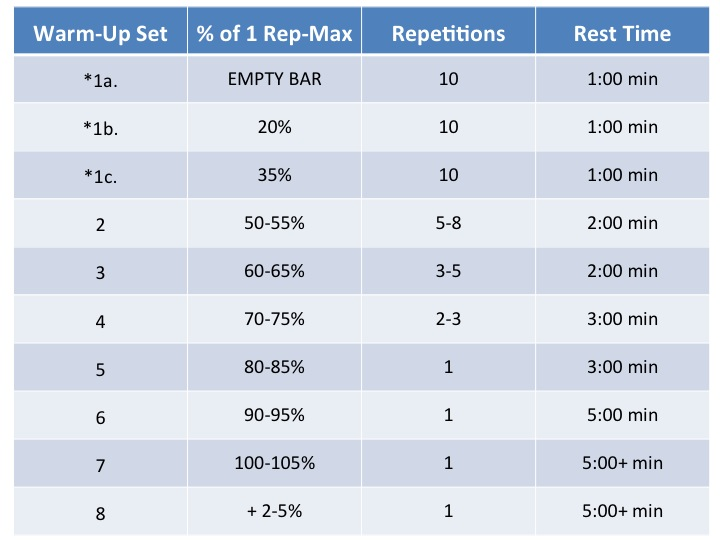 Warm-Up Set % of 1 Rep-Max Repetitions Rest Time
*1a. EMPTY BAR 10 1:00 min
*1b. 20% 10 1:00 min
*1c. 35% 10 1:00 min
2 50-55% 5-8 2:00 min
3 60-65% 3-5 2:00 min
4 70-75% 2-3 3:00 min
5 80-85% 1 3:00 min
6 90-95% 1 5:00 min
7 100-105% 1 5:00+ min
8 + 2-5% 1 5:00+ min